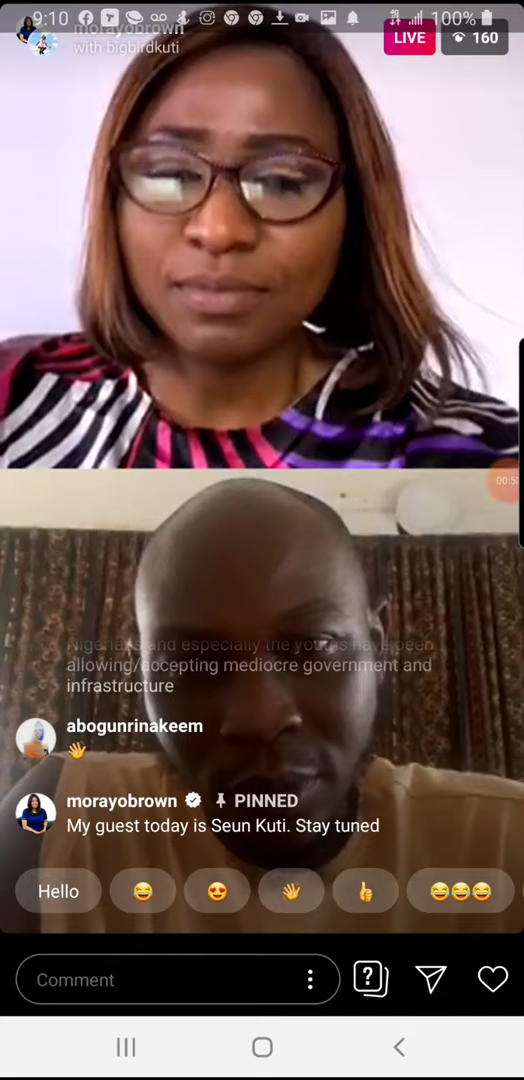 9:10
100%
morayobrown
with bigbirdkuti
LIVE
160
Nigerians and especially the youths have been
allowing/accepting mediocre government and
infrastructure
abogunrinakeem
👋
morayobrown PINNED
My guest today is Seun Kuti. Stay tuned
Hello 😂 😍 👋 👍 😂😂😂
Comment